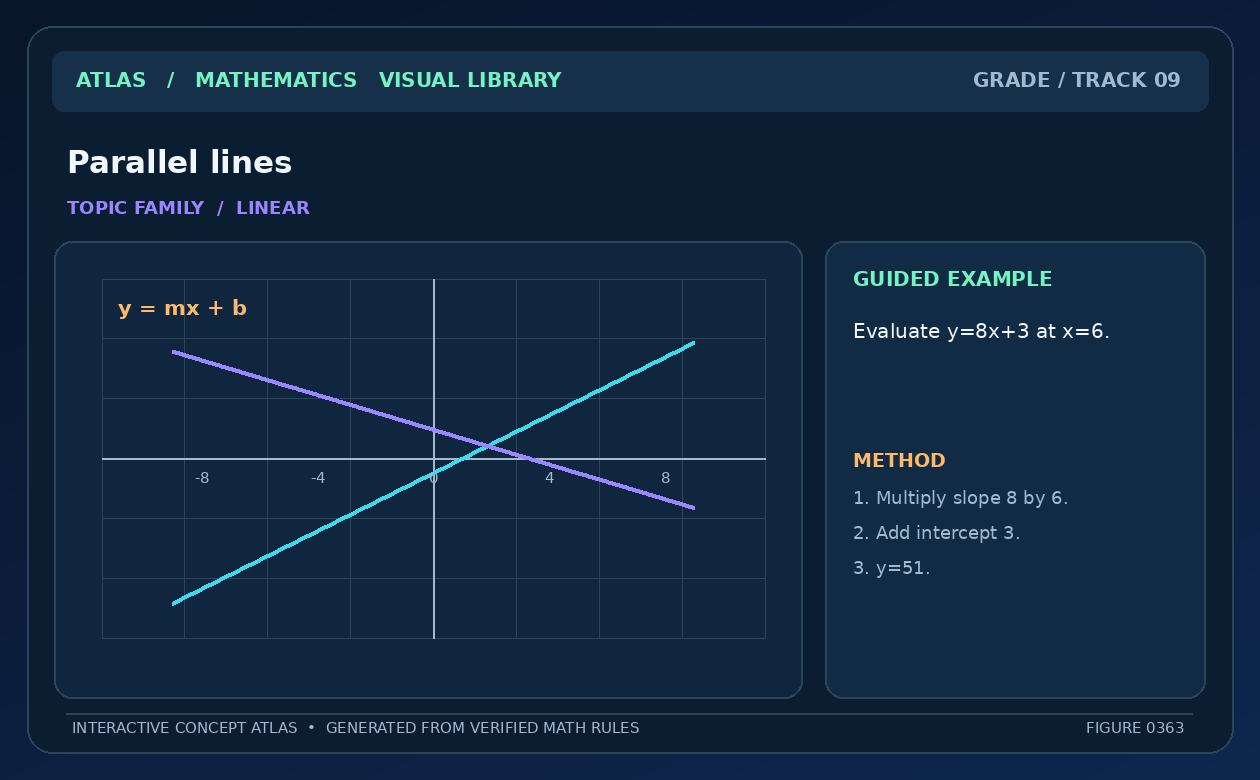 ATLAS / MATHEMATICS VISUAL LIBRARY
GRADE / TRACK 09
Parallel lines
TOPIC FAMILY / LINEAR
y = mx + b
-8 -4 0 4 8
GUIDED EXAMPLE
Evaluate y=8x+3 at x=6.
METHOD
1. Multiply slope 8 by 6.
2. Add intercept 3.
3. y=51.
INTERACTIVE CONCEPT ATLAS • GENERATED FROM VERIFIED MATH RULES
FIGURE 0363